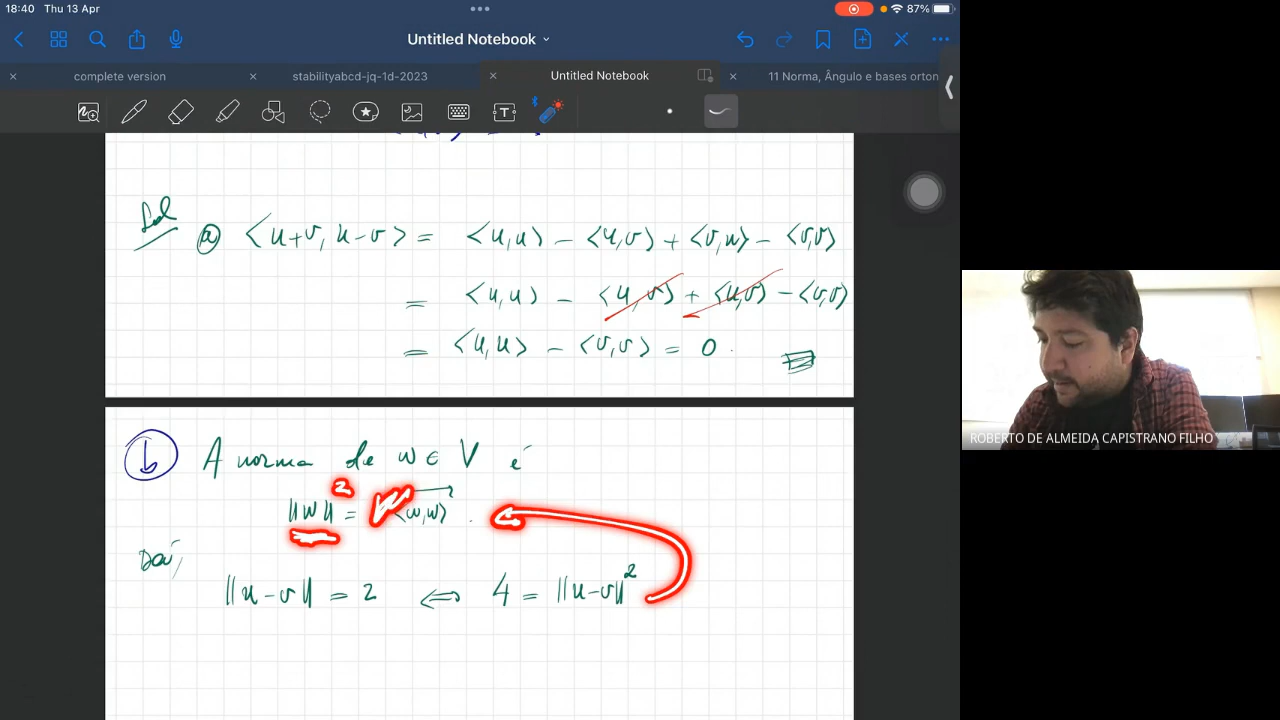 18:40 Thu 13 Apr
87%
Untitled Notebook
complete version
stabilityabcd-jq-1d-2023
Untitled Notebook
11 Norma, Ângulo e bases orton
Sol
a ⟨u+v, u-v⟩ = ⟨u,u⟩ - ⟨u,v⟩ + ⟨v,u⟩ - ⟨v,v⟩
= ⟨u,u⟩ - ⟨u,v⟩ + ⟨u,v⟩ - ⟨v,v⟩
= ⟨u,u⟩ - ⟨v,v⟩ = 0.
b A norma de w ∈ V é
||w||² = √⟨w,w⟩.
Daí,
||u-v|| = 2 ⟺ 4 = ||u-v||²
ROBERTO DE ALMEIDA CAPISTRANO FILHO